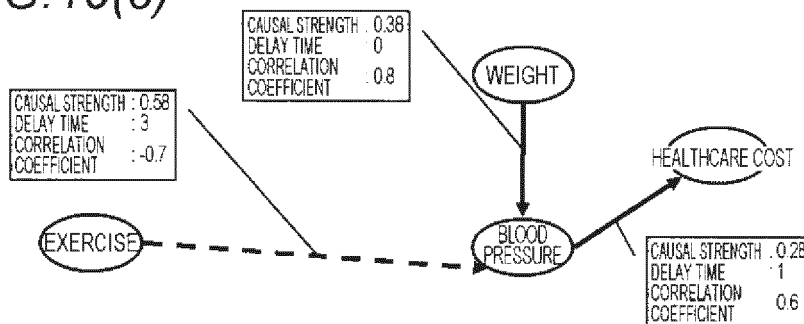 CAUSAL STRENGTH : 0.38
DELAY TIME : 0
CORRELATION
COEFFICIENT : 0.8
WEIGHT
CAUSAL STRENGTH : 0.58
DELAY TIME : 3
CORRELATION
COEFFICIENT : -0.7
HEALTHCARE COST
EXERCISE
BLOOD
PRESSURE
CAUSAL STRENGTH : 0.28
DELAY TIME : 1
CORRELATION
COEFFICIENT 0.6